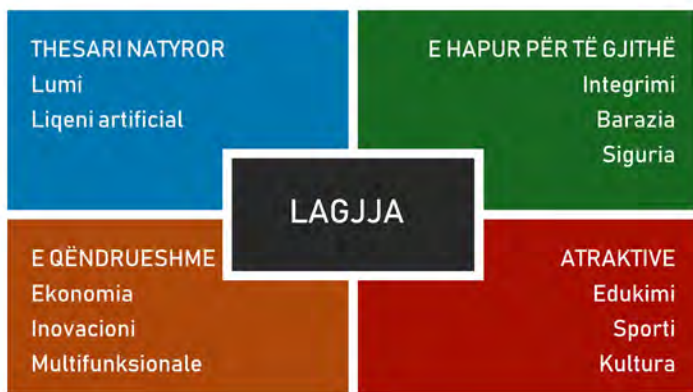 THESARI NATYROR
Lumi
Liqeni artificial
E HAPUR PËR TË GJITHË
Integrimi
Barazia
Siguria
LAGJJA
E QËNDRUESHME
Ekonomia
Inovacioni
Multifunksionale
ATRAKTIVE
Edukimi
Sporti
Kultura